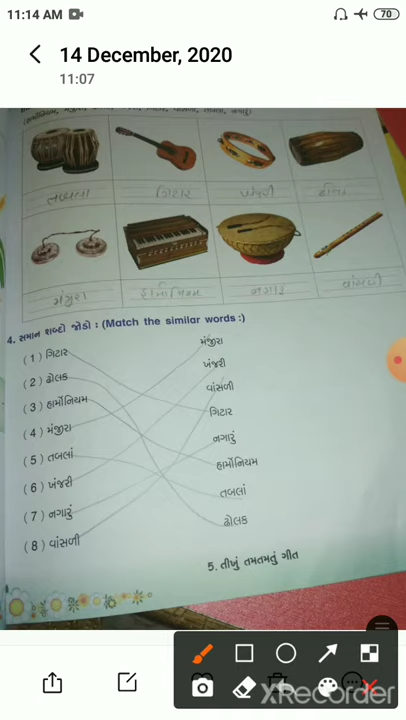 11:14 AM
70
14 December, 2020
11:07
તબલા ગિટાર ખંજરી ઢોલક
મંજીરા હાર્મોનિયમ નગારું વાંસળી
4. સમાન શબ્દો જોડો : (Match the similar words :)
(1) ગિટાર મંજીરા
(2) ઢોલક ખંજરી
(3) હાર્મોનિયમ વાંસળી
(4) મંજીરા ગિટાર
(5) તબલાં નગારું
(6) ખંજરી હાર્મોનિયમ
(7) નગારું તબલાં
(8) વાંસળી ઢોલક
5. તીખું તમતમતું ગીત
XRecorder